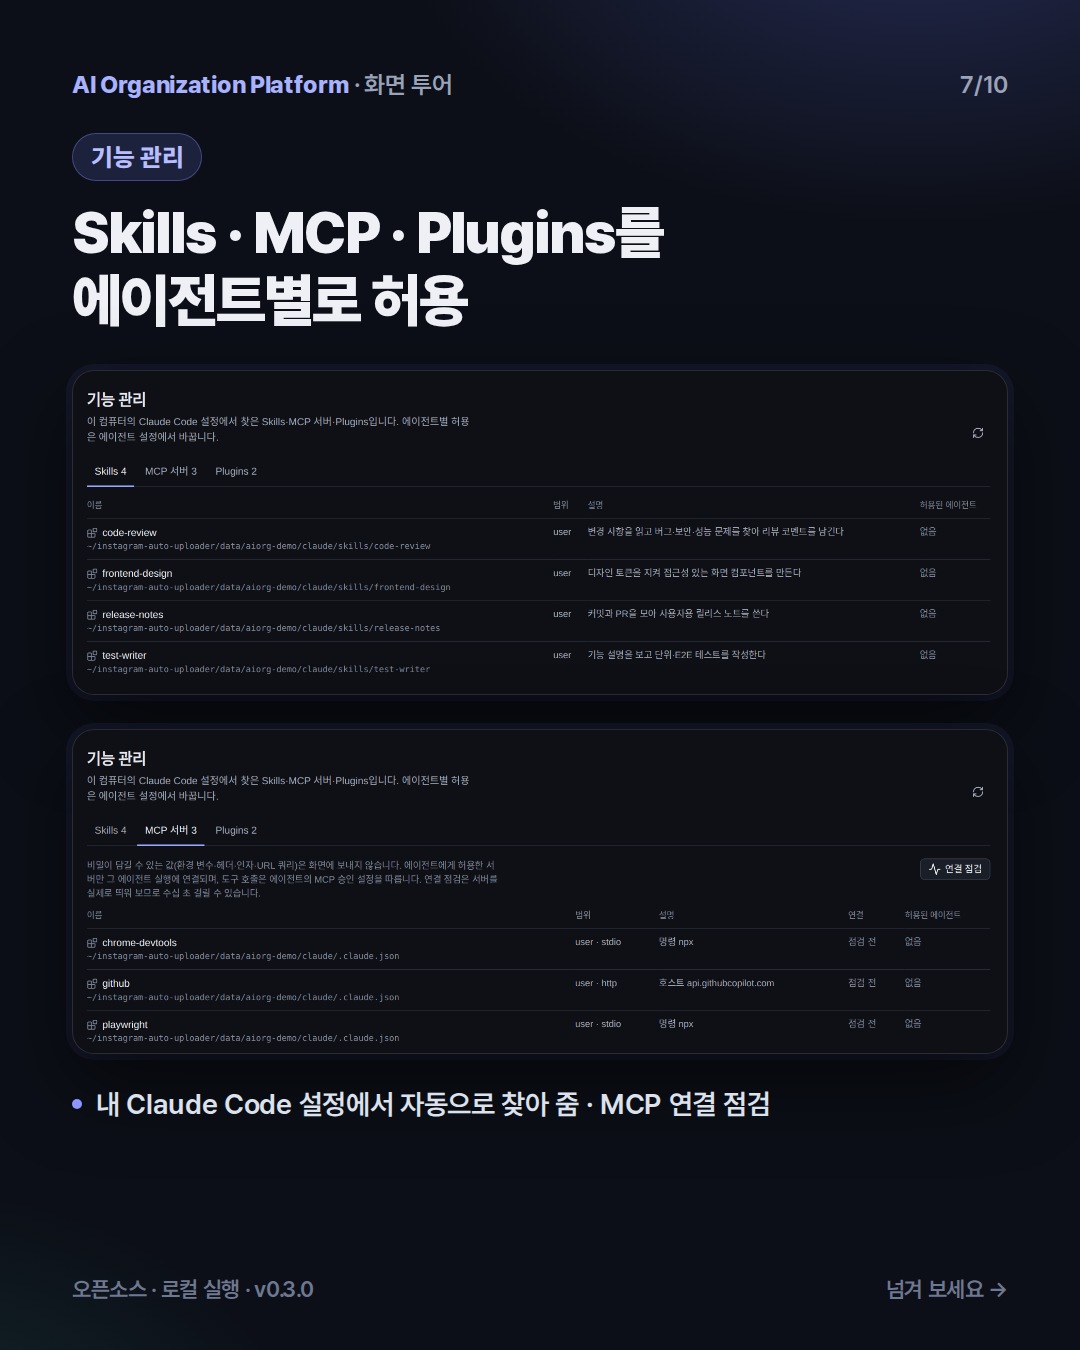 AI Organization Platform · 화면 투어
7/10
기능 관리
Skills · MCP · Plugins를
에이전트별로 허용
기능 관리
이 컴퓨터의 Claude Code 설정에서 찾은 Skills·MCP 서버·Plugins입니다. 에이전트별 허용
은 에이전트 설정에서 바꿉니다.
Skills 4 MCP 서버 3 Plugins 2
이름 범위 설명 허용된 에이전트
code-review user 변경 사항을 읽고 버그·보안·성능 문제를 찾아 리뷰 코멘트를 남긴다 없음
~/instagram-auto-uploader/data/aiorg-demo/claude/skills/code-review
frontend-design user 디자인 토큰을 지켜 접근성 있는 화면 컴포넌트를 만든다 없음
~/instagram-auto-uploader/data/aiorg-demo/claude/skills/frontend-design
release-notes user 커밋과 PR을 모아 사용자용 릴리스 노트를 쓴다 없음
~/instagram-auto-uploader/data/aiorg-demo/claude/skills/release-notes
test-writer user 기능 설명을 보고 단위·E2E 테스트를 작성한다 없음
~/instagram-auto-uploader/data/aiorg-demo/claude/skills/test-writer
기능 관리
이 컴퓨터의 Claude Code 설정에서 찾은 Skills·MCP 서버·Plugins입니다. 에이전트별 허용
은 에이전트 설정에서 바꿉니다.
Skills 4 MCP 서버 3 Plugins 2
비밀이 담길 수 있는 값(환경 변수·헤더·인자·URL 쿼리)은 화면에 보내지 않습니다. 에이전트에게 허용한 서
버만 그 에이전트 실행에 연결되며, 도구 호출은 에이전트의 MCP 승인 설정을 따릅니다. 연결 점검은 서버를
실제로 띄워 보므로 수십 초 걸릴 수 있습니다.
연결 점검
이름 범위 설명 연결 허용된 에이전트
chrome-devtools user · stdio 명령 npx 점검 전 없음
~/instagram-auto-uploader/data/aiorg-demo/claude/.claude.json
github user · http 호스트 api.githubcopilot.com 점검 전 없음
~/instagram-auto-uploader/data/aiorg-demo/claude/.claude.json
playwright user · stdio 명령 npx 점검 전 없음
~/instagram-auto-uploader/data/aiorg-demo/claude/.claude.json
내 Claude Code 설정에서 자동으로 찾아 줌 · MCP 연결 점검
오픈소스 · 로컬 실행 · v0.3.0
넘겨 보세요 →